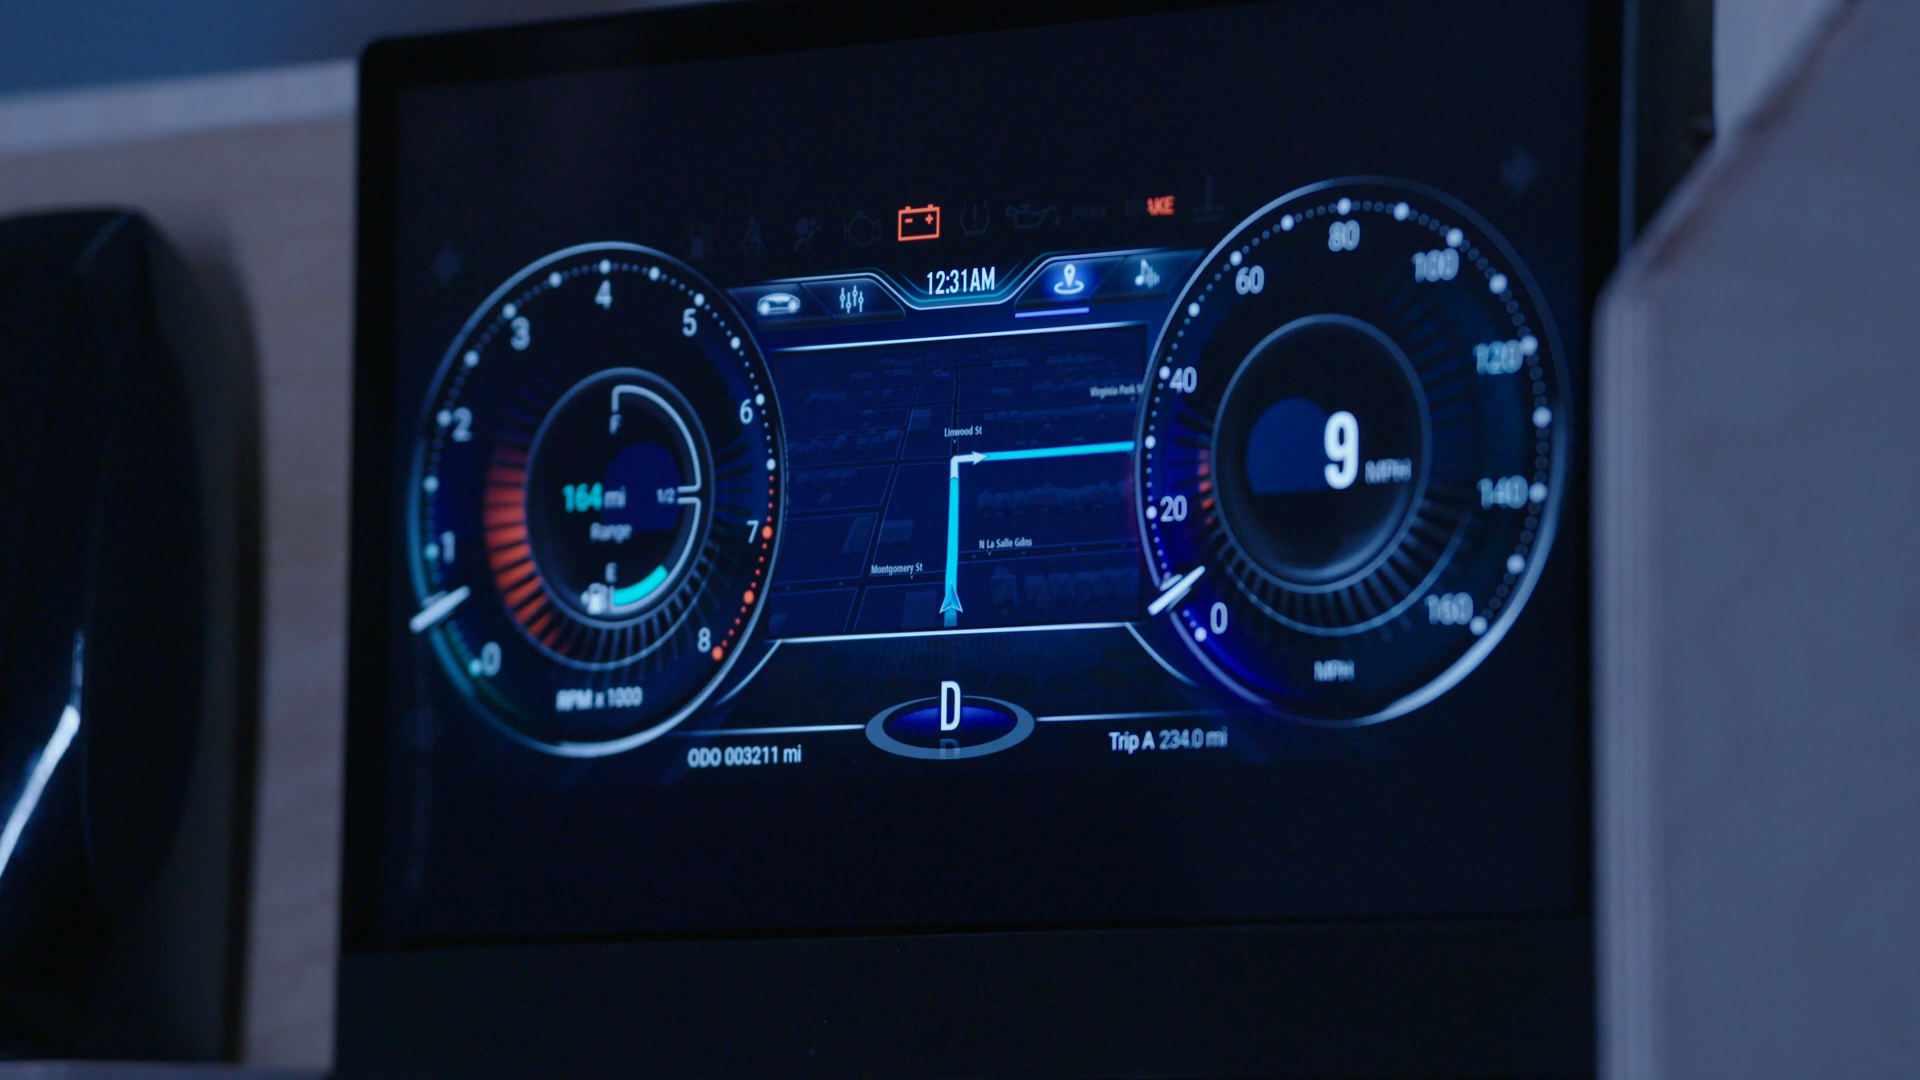 PARK
AKE
12:31AM
80
60
100
4
3
5
120
Virginia Park
40
6
2
F
Linwood St
9 MPH
164 mi
1/2
Range
140
20
7
1
N La Salle Gdns
Montgomery St
E
160
0
8
0
MPH
RPM x 1000
D
ODO 003211 mi
Trip A 234.0 mi